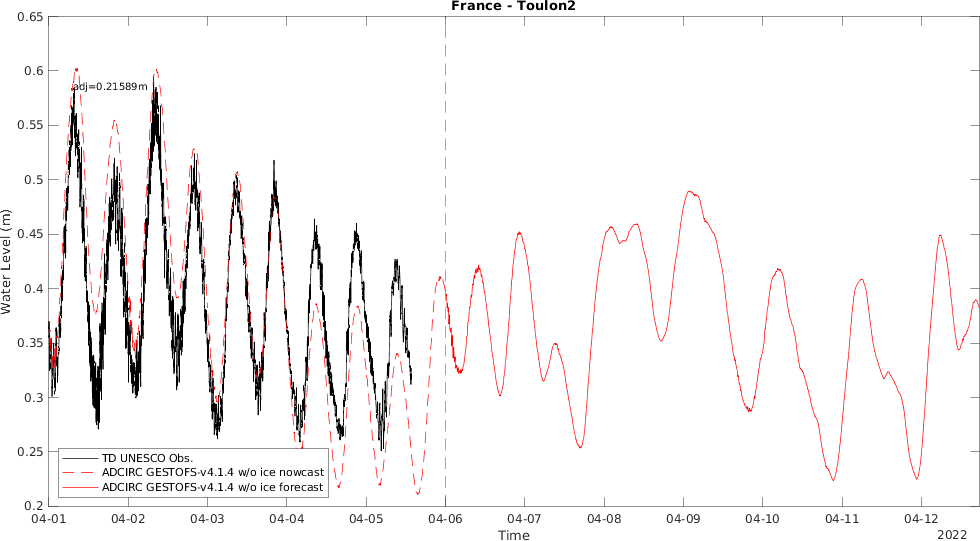 France - Toulon2
0.65
0.6
0.55
0.5
0.45
0.4
0.35
0.3
0.25
0.2
Water Level (m)
adj=0.21589m
TD UNESCO Obs.
ADCIRC GESTOFS-v4.1.4 w/o ice nowcast
ADCIRC GESTOFS-v4.1.4 w/o ice forecast
04-01 04-02 04-03 04-04 04-05 04-06 04-07 04-08 04-09 04-10 04-11 04-12
Time
2022